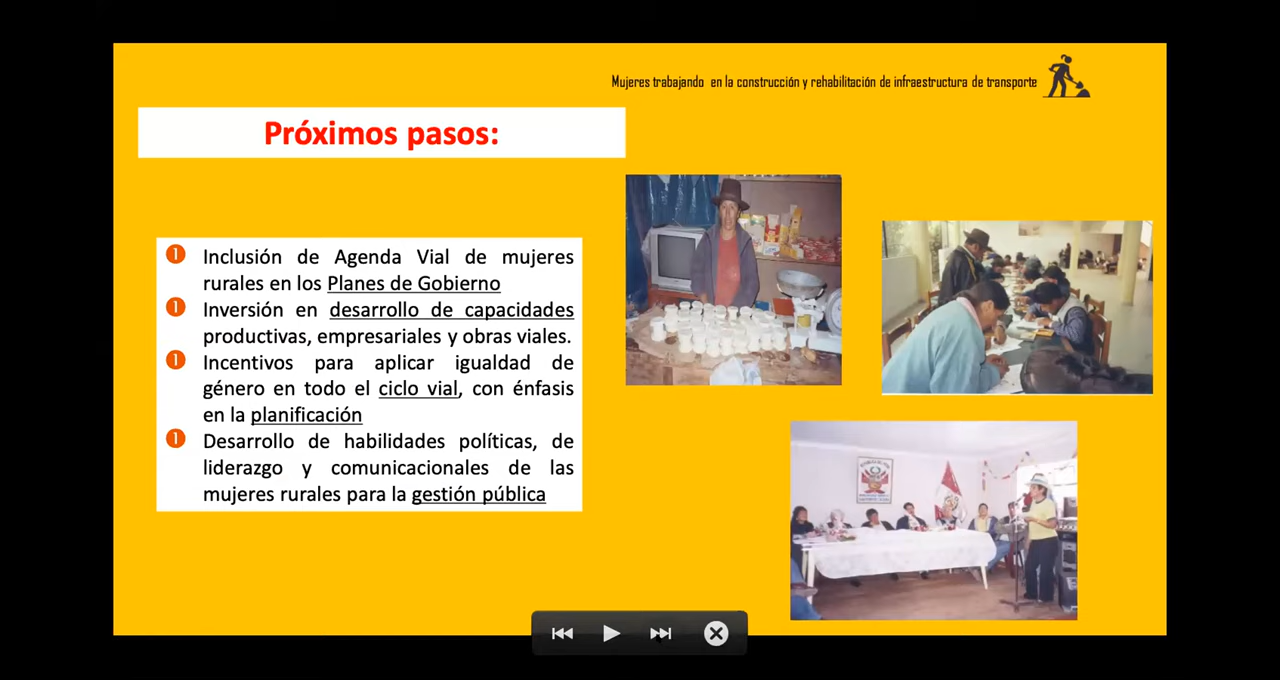 Mujeres trabajando en la construcción y rehabilitación de infraestructura de transporte
Próximos pasos:
Inclusión de Agenda Vial de mujeres
rurales en los Planes de Gobierno
Inversión en desarrollo de capacidades
productivas, empresariales y obras viales.
Incentivos para aplicar igualdad de
género en todo el ciclo vial, con énfasis
en la planificación
Desarrollo de habilidades políticas, de
liderazgo y comunicacionales de las
mujeres rurales para la gestión pública